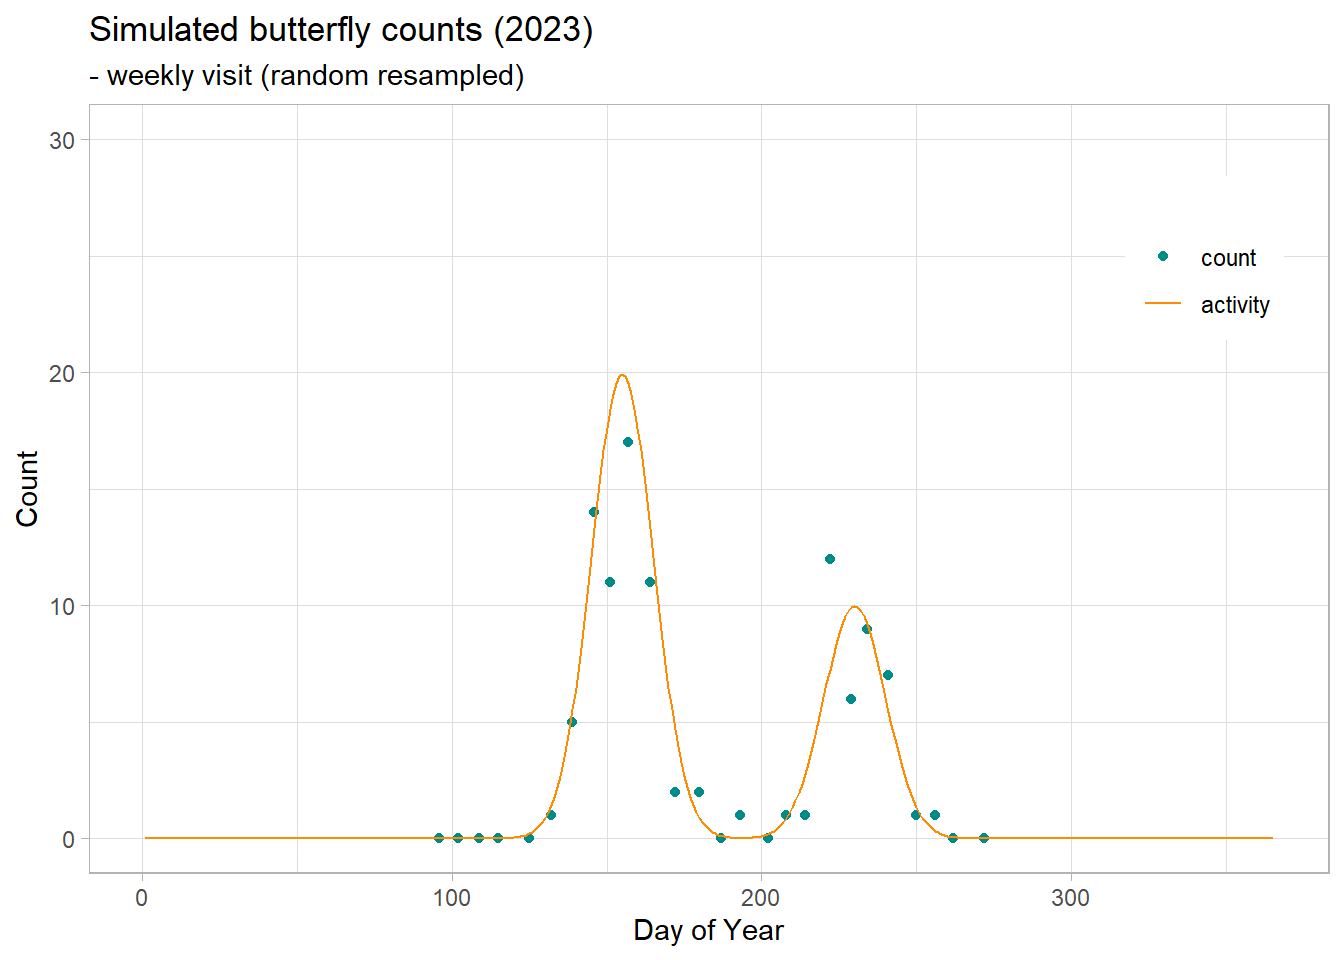 Simulated butterfly counts (2023)
- weekly visit (random resampled)
30
20
10
0
Count
count
activity
0 100 200 300
Day of Year